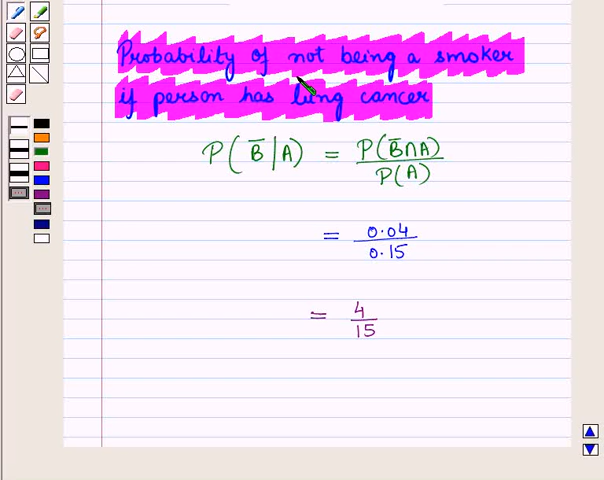 Probability of not being a smoker
if person has lung cancer
P(B̅|A) = P(B̅∩A)/P(A)
= 0.04/0.15
= 4/15